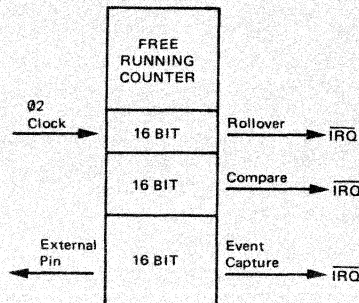 FREE
RUNNING
COUNTER
Ø2
Clock
16 BIT
Rollover
IRQ
16 BIT
Compare
IRQ
External
Pin
16 BIT
Event
Capture
IRQ